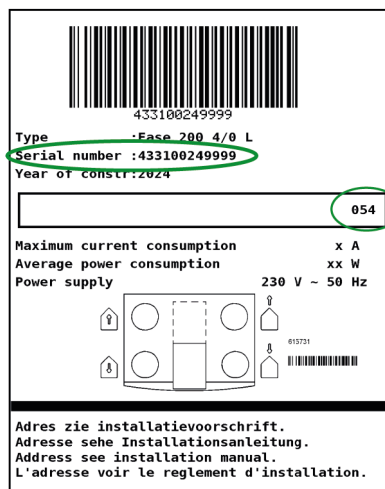 433100249999
Type :Ease 200 4/0 L
Serial number :433100249999
Year of constr:2024
054
Maximum current consumption x A
Average power consumption xx W
Power supply 230 V ~ 50 Hz
615731
Adres zie installatievoorschrift.
Adresse sehe Installationsanleitung.
Address see installation manual.
L'adresse voir le reglement d'installation.